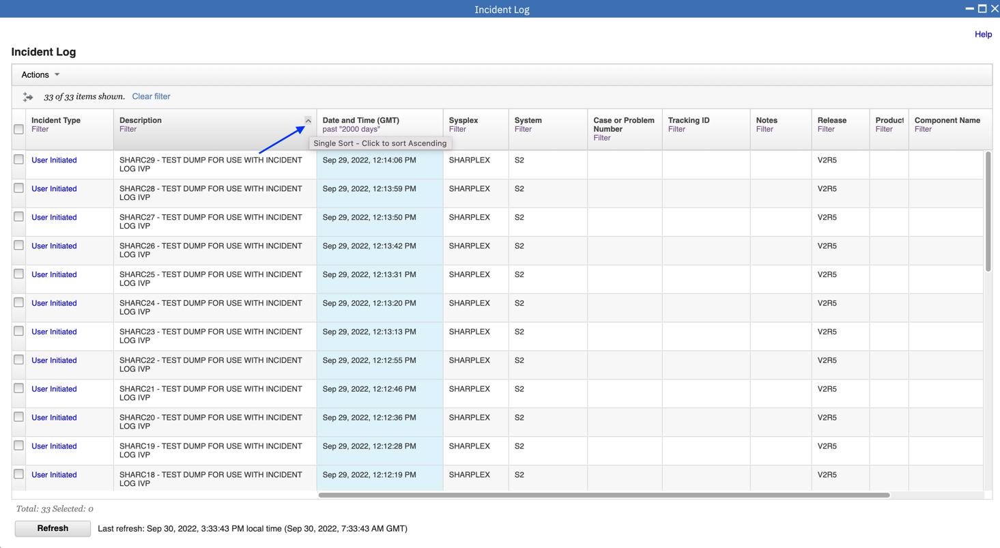 Incident Log
Help
Incident Log
Actions
33 of 33 items shown. Clear filter
Incident Type Description Date and Time (GMT) Sysplex System Case or Problem Number Tracking ID Notes Release Product Component Name
Filter Filter past "2000 days" Filter Filter Filter Filter Filter Filter Filter Filter
Single Sort - Click to sort Ascending
User Initiated SHARC29 - TEST DUMP FOR USE WITH INCIDENT LOG IVP Sep 29, 2022, 12:14:06 PM SHARPLEX S2 V2R5
User Initiated SHARC28 - TEST DUMP FOR USE WITH INCIDENT LOG IVP Sep 29, 2022, 12:13:59 PM SHARPLEX S2 V2R5
User Initiated SHARC27 - TEST DUMP FOR USE WITH INCIDENT LOG IVP Sep 29, 2022, 12:13:50 PM SHARPLEX S2 V2R5
User Initiated SHARC26 - TEST DUMP FOR USE WITH INCIDENT LOG IVP Sep 29, 2022, 12:13:42 PM SHARPLEX S2 V2R5
User Initiated SHARC25 - TEST DUMP FOR USE WITH INCIDENT LOG IVP Sep 29, 2022, 12:13:31 PM SHARPLEX S2 V2R5
User Initiated SHARC24 - TEST DUMP FOR USE WITH INCIDENT LOG IVP Sep 29, 2022, 12:13:20 PM SHARPLEX S2 V2R5
User Initiated SHARC23 - TEST DUMP FOR USE WITH INCIDENT LOG IVP Sep 29, 2022, 12:13:13 PM SHARPLEX S2 V2R5
User Initiated SHARC22 - TEST DUMP FOR USE WITH INCIDENT LOG IVP Sep 29, 2022, 12:12:55 PM SHARPLEX S2 V2R5
User Initiated SHARC21 - TEST DUMP FOR USE WITH INCIDENT LOG IVP Sep 29, 2022, 12:12:46 PM SHARPLEX S2 V2R5
User Initiated SHARC20 - TEST DUMP FOR USE WITH INCIDENT LOG IVP Sep 29, 2022, 12:12:36 PM SHARPLEX S2 V2R5
User Initiated SHARC19 - TEST DUMP FOR USE WITH INCIDENT LOG IVP Sep 29, 2022, 12:12:28 PM SHARPLEX S2 V2R5
User Initiated SHARC18 - TEST DUMP FOR USE WITH INCIDENT LOG IVP Sep 29, 2022, 12:12:19 PM SHARPLEX S2 V2R5
Total: 33 Selected: 0
Refresh Last refresh: Sep 30, 2022, 3:33:43 PM local time (Sep 30, 2022, 7:33:43 AM GMT)